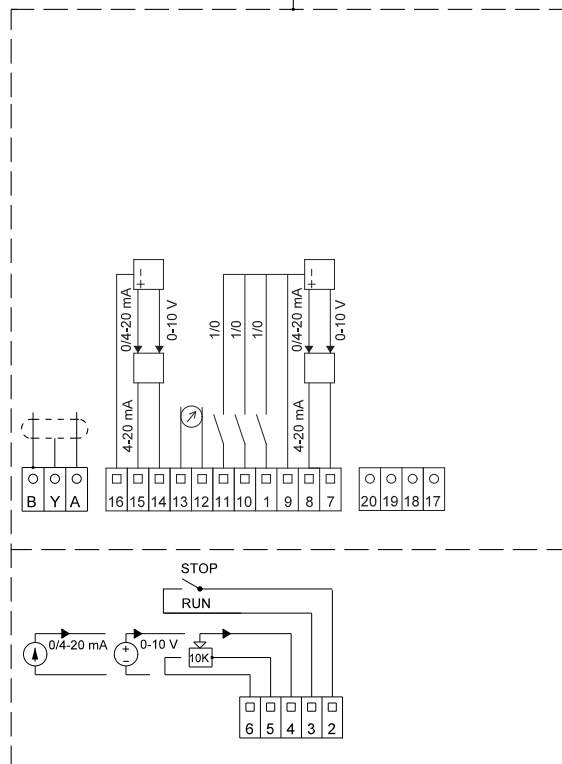 - +
- +
0/4-20 mA
0-10 V
1/0
1/0
1/0
0/4-20 mA
0-10 V
4-20 mA
4-20 mA
B Y A
16 15 14 13 12 11 10 1 9 8 7
20 19 18 17
STOP
RUN
0/4-20 mA
+ -
0-10 V
10K
6 5 4 3 2